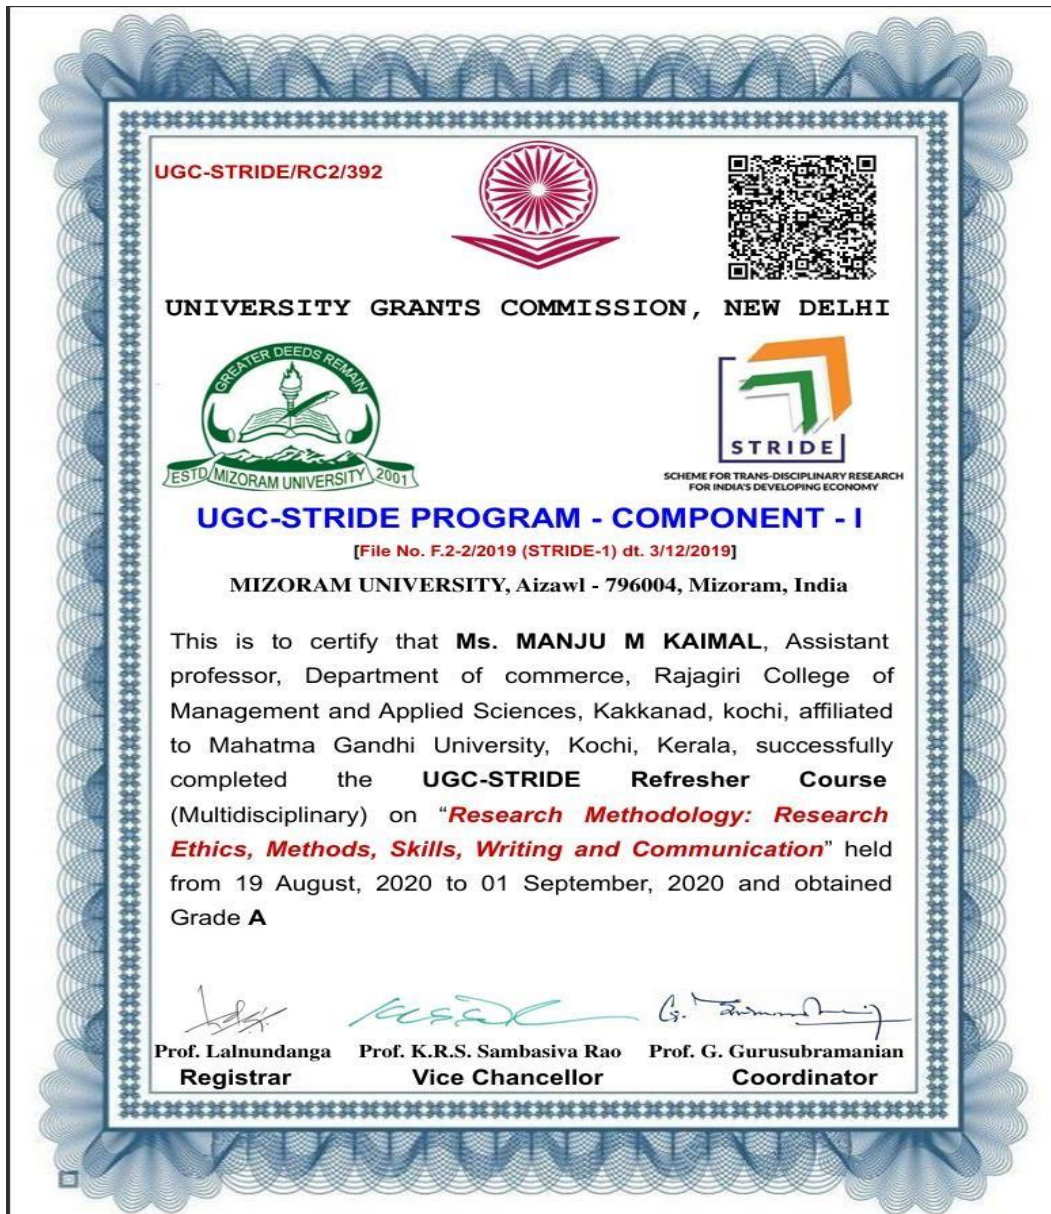 UGC-STRIDE/RC2/392
UNIVERSITY GRANTS COMMISSION, NEW DELHI
GREATER DEEDS REMAIN
ESTD MIZORAM UNIVERSITY 2001
STRIDE
SCHEME FOR TRANS-DISCIPLINARY RESEARCH
FOR INDIA'S DEVELOPING ECONOMY
UGC-STRIDE PROGRAM - COMPONENT - I
[File No. F.2-2/2019 (STRIDE-1) dt. 3/12/2019]
MIZORAM UNIVERSITY, Aizawl - 796004, Mizoram, India
This is to certify that Ms. MANJU M KAIMAL, Assistant
professor, Department of commerce, Rajagiri College of
Management and Applied Sciences, Kakkanad, kochi, affiliated
to Mahatma Gandhi University, Kochi, Kerala, successfully
completed the UGC-STRIDE Refresher Course
(Multidisciplinary) on “Research Methodology: Research
Ethics, Methods, Skills, Writing and Communication” held
from 19 August, 2020 to 01 September, 2020 and obtained
Grade A
Prof. Lalnundanga Prof. K.R.S. Sambasiva Rao Prof. G. Gurusubramanian
Registrar Vice Chancellor Coordinator